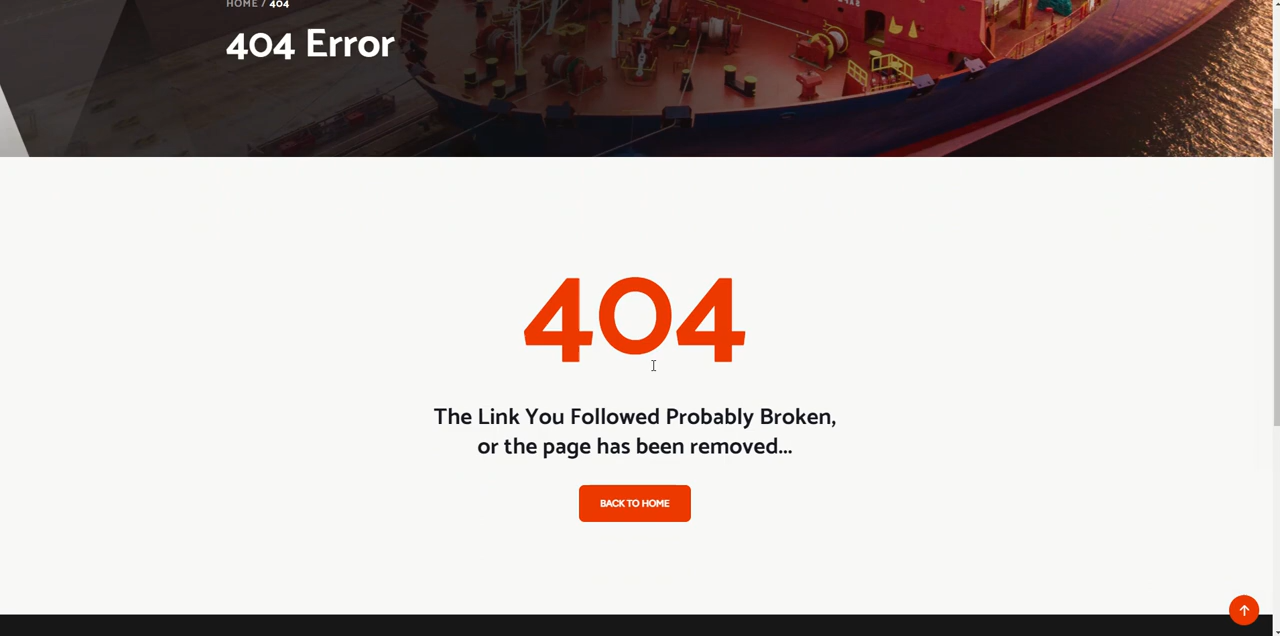 HOME / 404
404 Error
404
The Link You Followed Probably Broken,
or the page has been removed...
BACK TO HOME